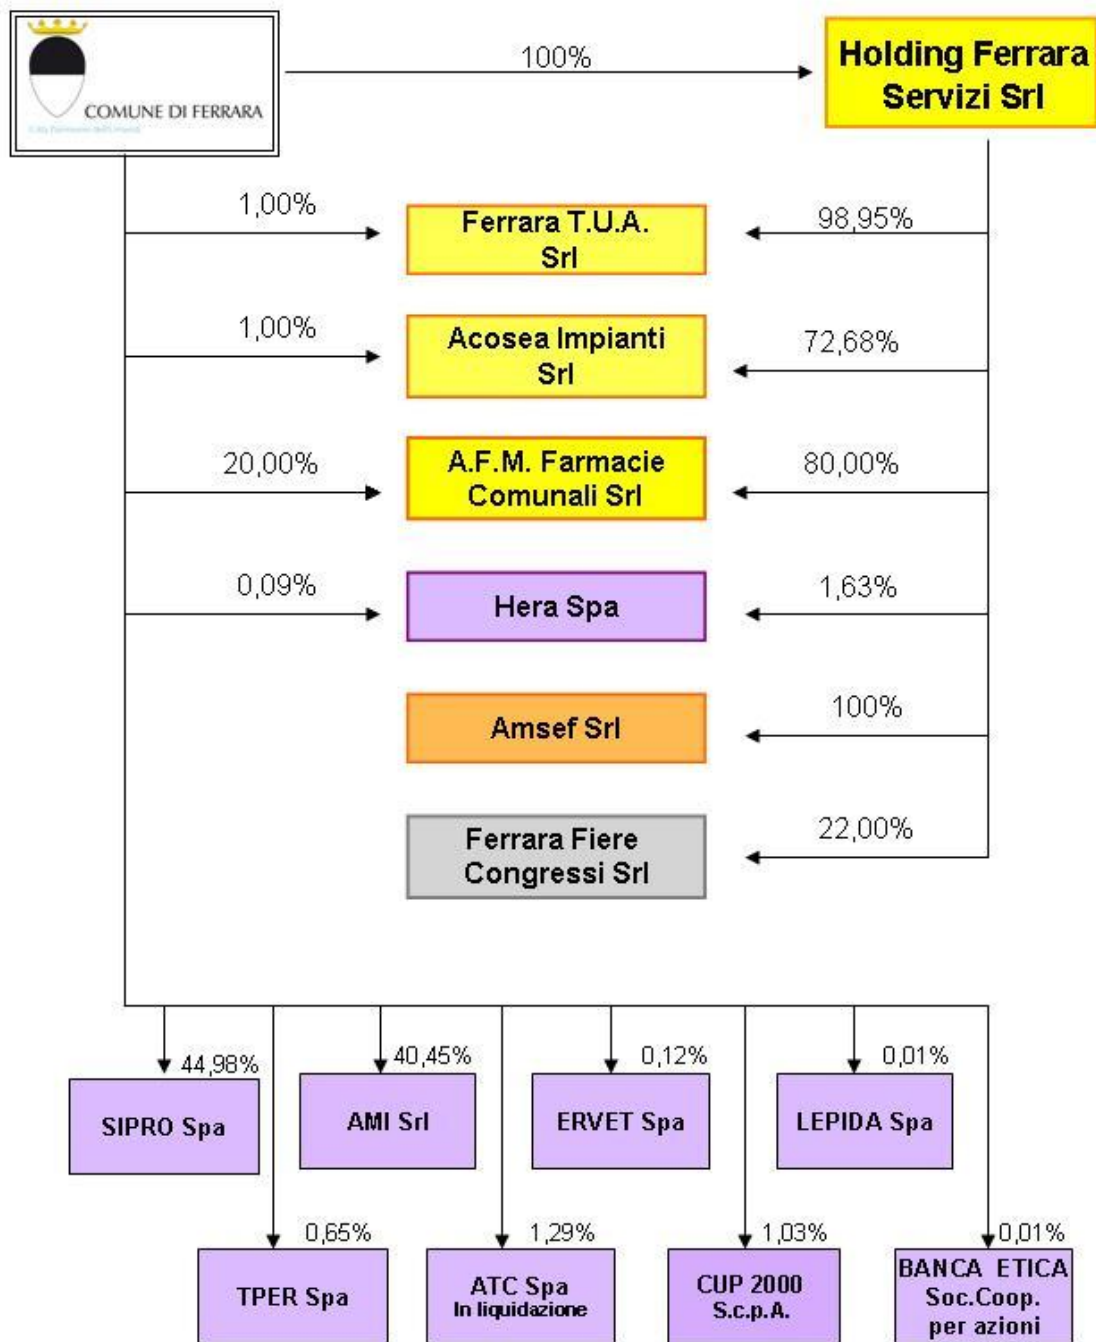 COMUNE DI FERRARA
100%
Holding Ferrara
Servizi Srl
1,00%
Ferrara T.U.A.
Srl
98,95%
1,00%
Acosea Impianti
Srl
72,68%
20,00%
A.F.M. Farmacie
Comunali Srl
80,00%
0,09%
Hera Spa
1,63%
Amsef Srl
100%
Ferrara Fiere
Congressi Srl
22,00%
44,98%
SIPRO Spa
40,45%
AMI Srl
0,12%
ERVET Spa
0,01%
LEPIDA Spa
0,65%
TPER Spa
1,29%
ATC Spa
In liquidazione
1,03%
CUP 2000
S.c.p.A.
0,01%
BANCA ETICA
Soc.Coop.
per azioni